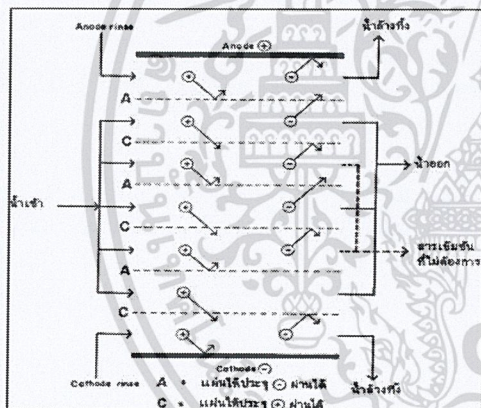 Anode rinse
น้ำล้างทิ้ง
Anode ⊕
A
C
A
น้ำเข้า
น้ำออก
C
สารเข้มข้น
ที่ไม่ต้องการ
A
C
Cathode ⊖
Cathode rinse
น้ำล้างทิ้ง
A = แผ่นให้ประจุ ⊖ ผ่านได้
C = แผ่นให้ประจุ ⊕ ผ่านได้